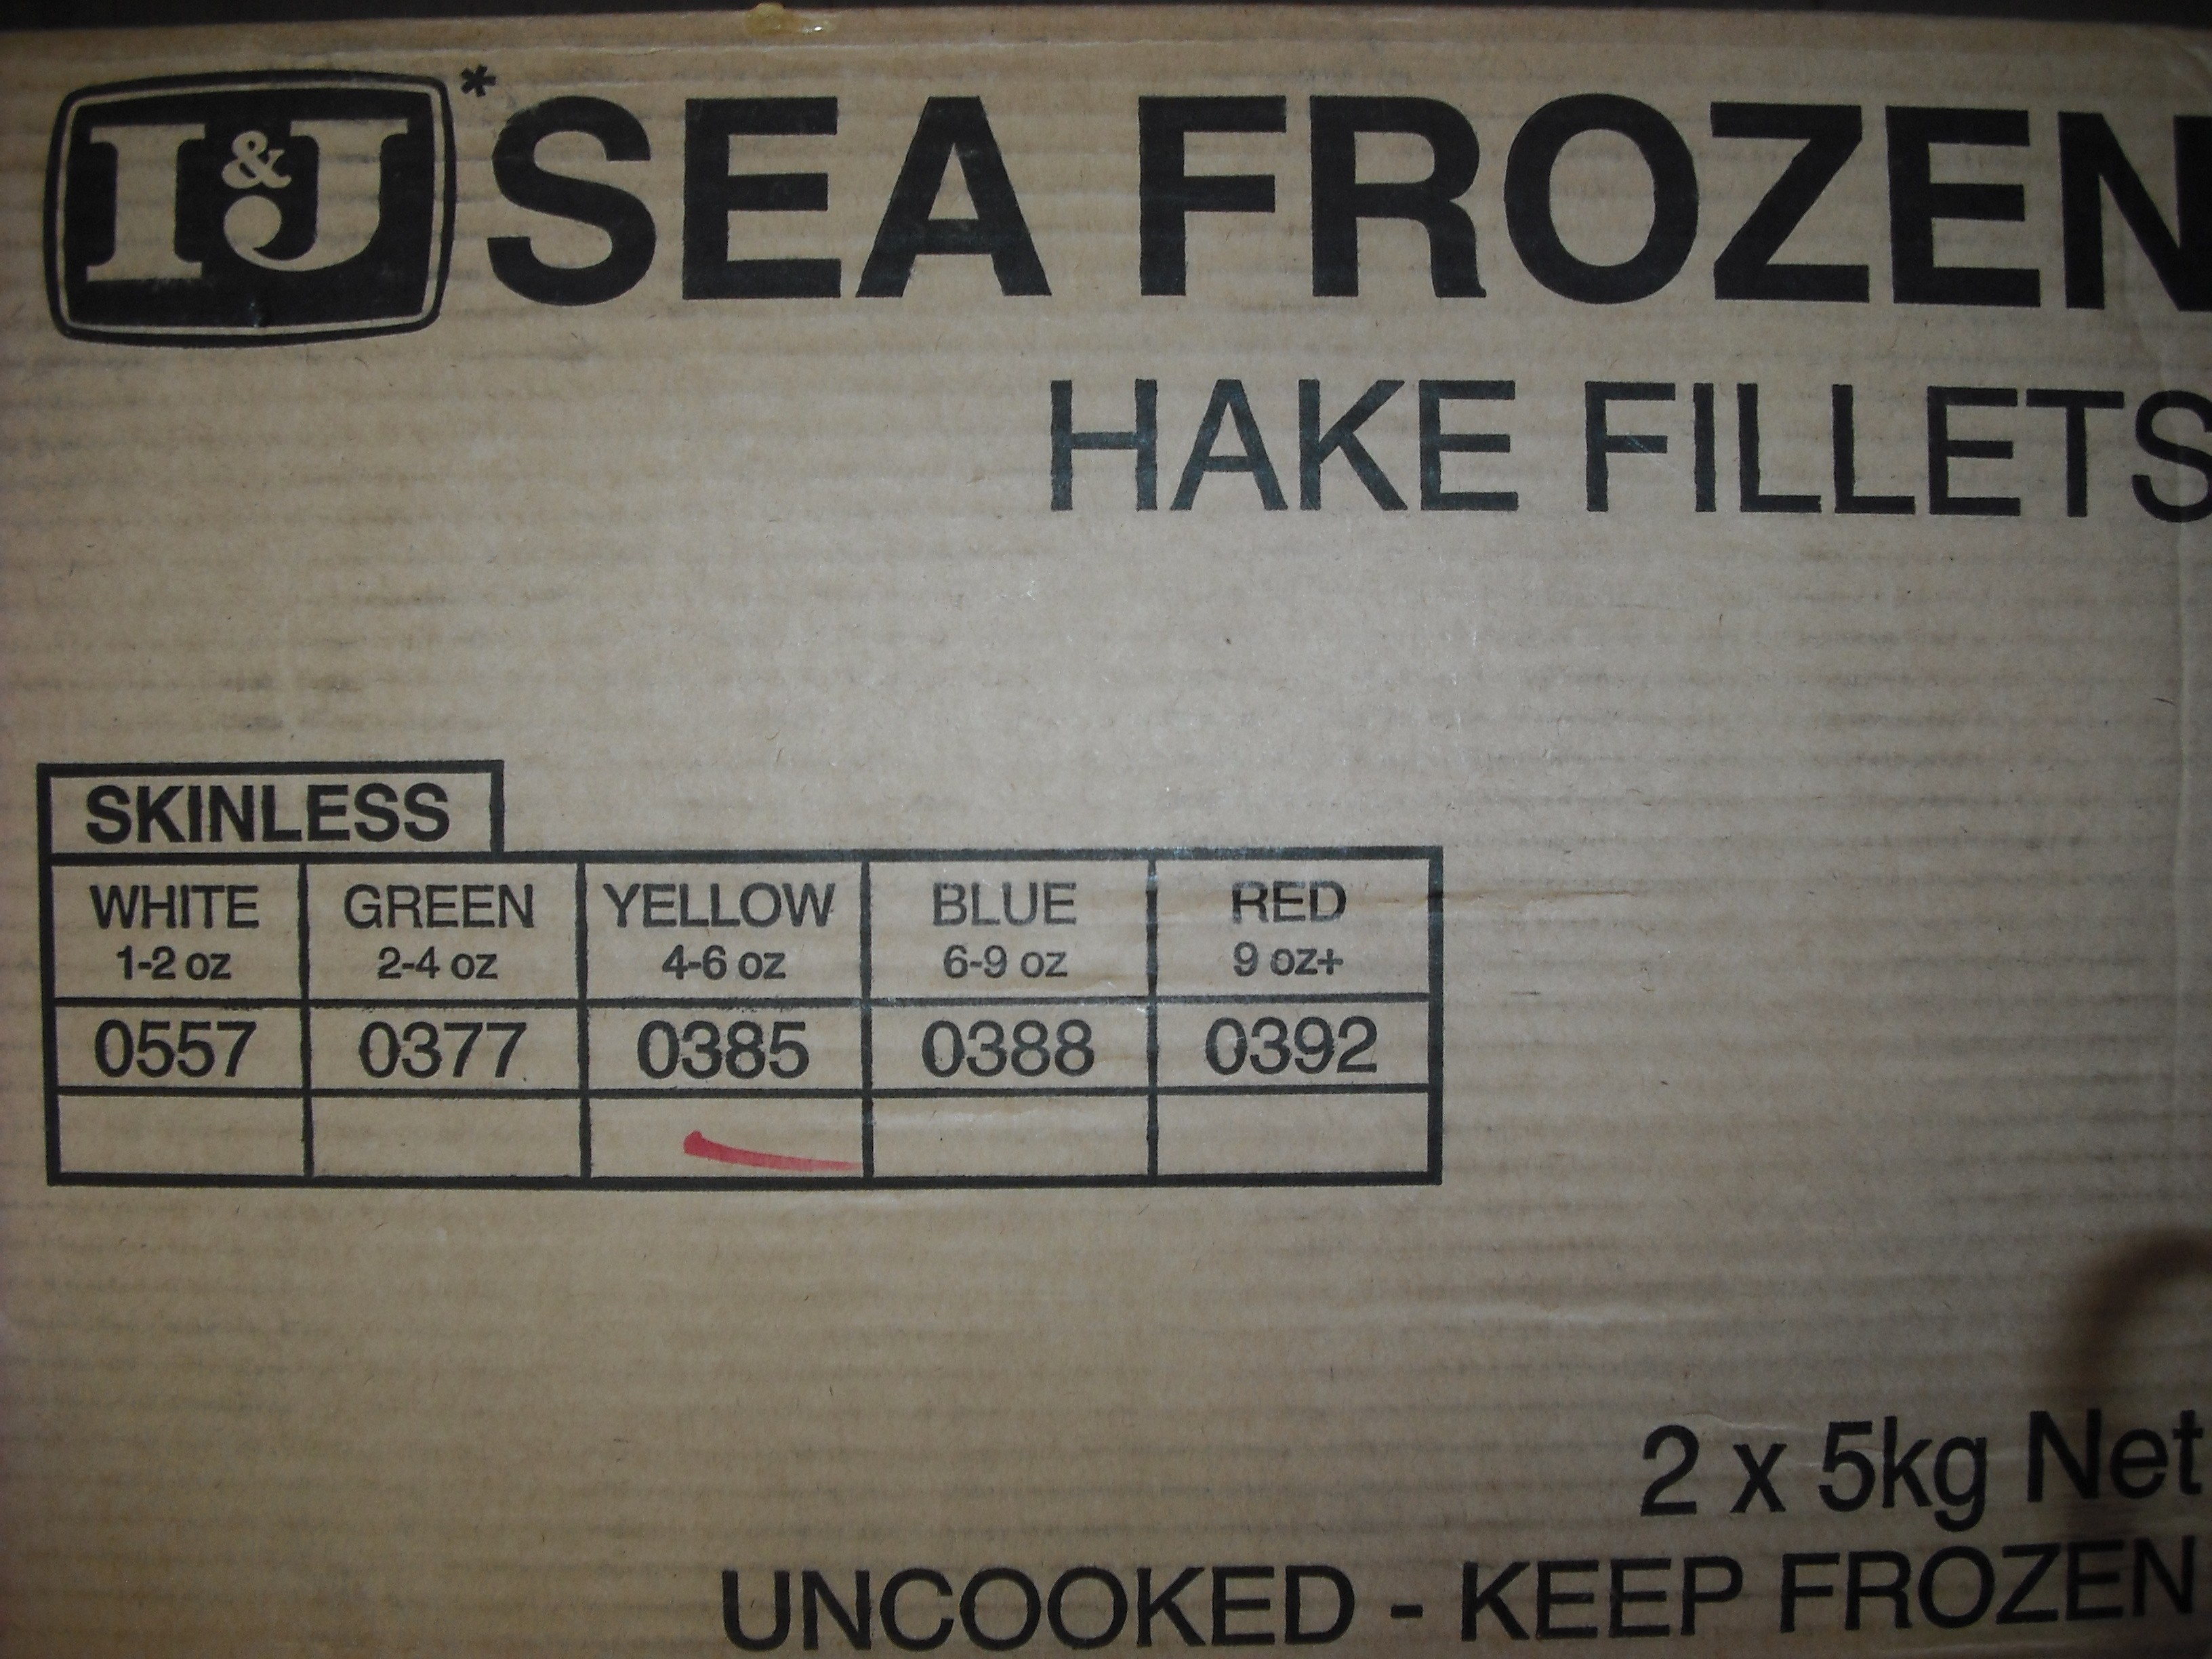 I&J* SEA FROZEN
HAKE FILLETS
SKINLESS
WHITE GREEN YELLOW BLUE RED
1-2 oz 2-4 oz 4-6 oz 6-9 oz 9 oz+
0557 0377 0385 0388 0392
2 x 5kg Net
UNCOOKED - KEEP FROZEN